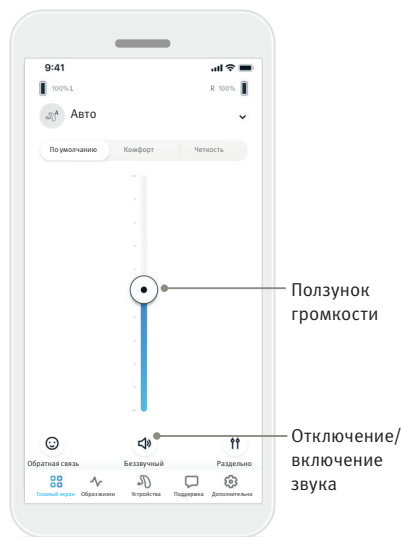 9:41
100% L
R 100%
A
Авто
По умолчанию
Комфорт
Четкость
Ползунок
громкости
Обратная связь
Беззвучный
Раздельно
Отключение/
включение
звука
Главный экран
Образ жизни
Устройства
Поддержка
Дополнительно